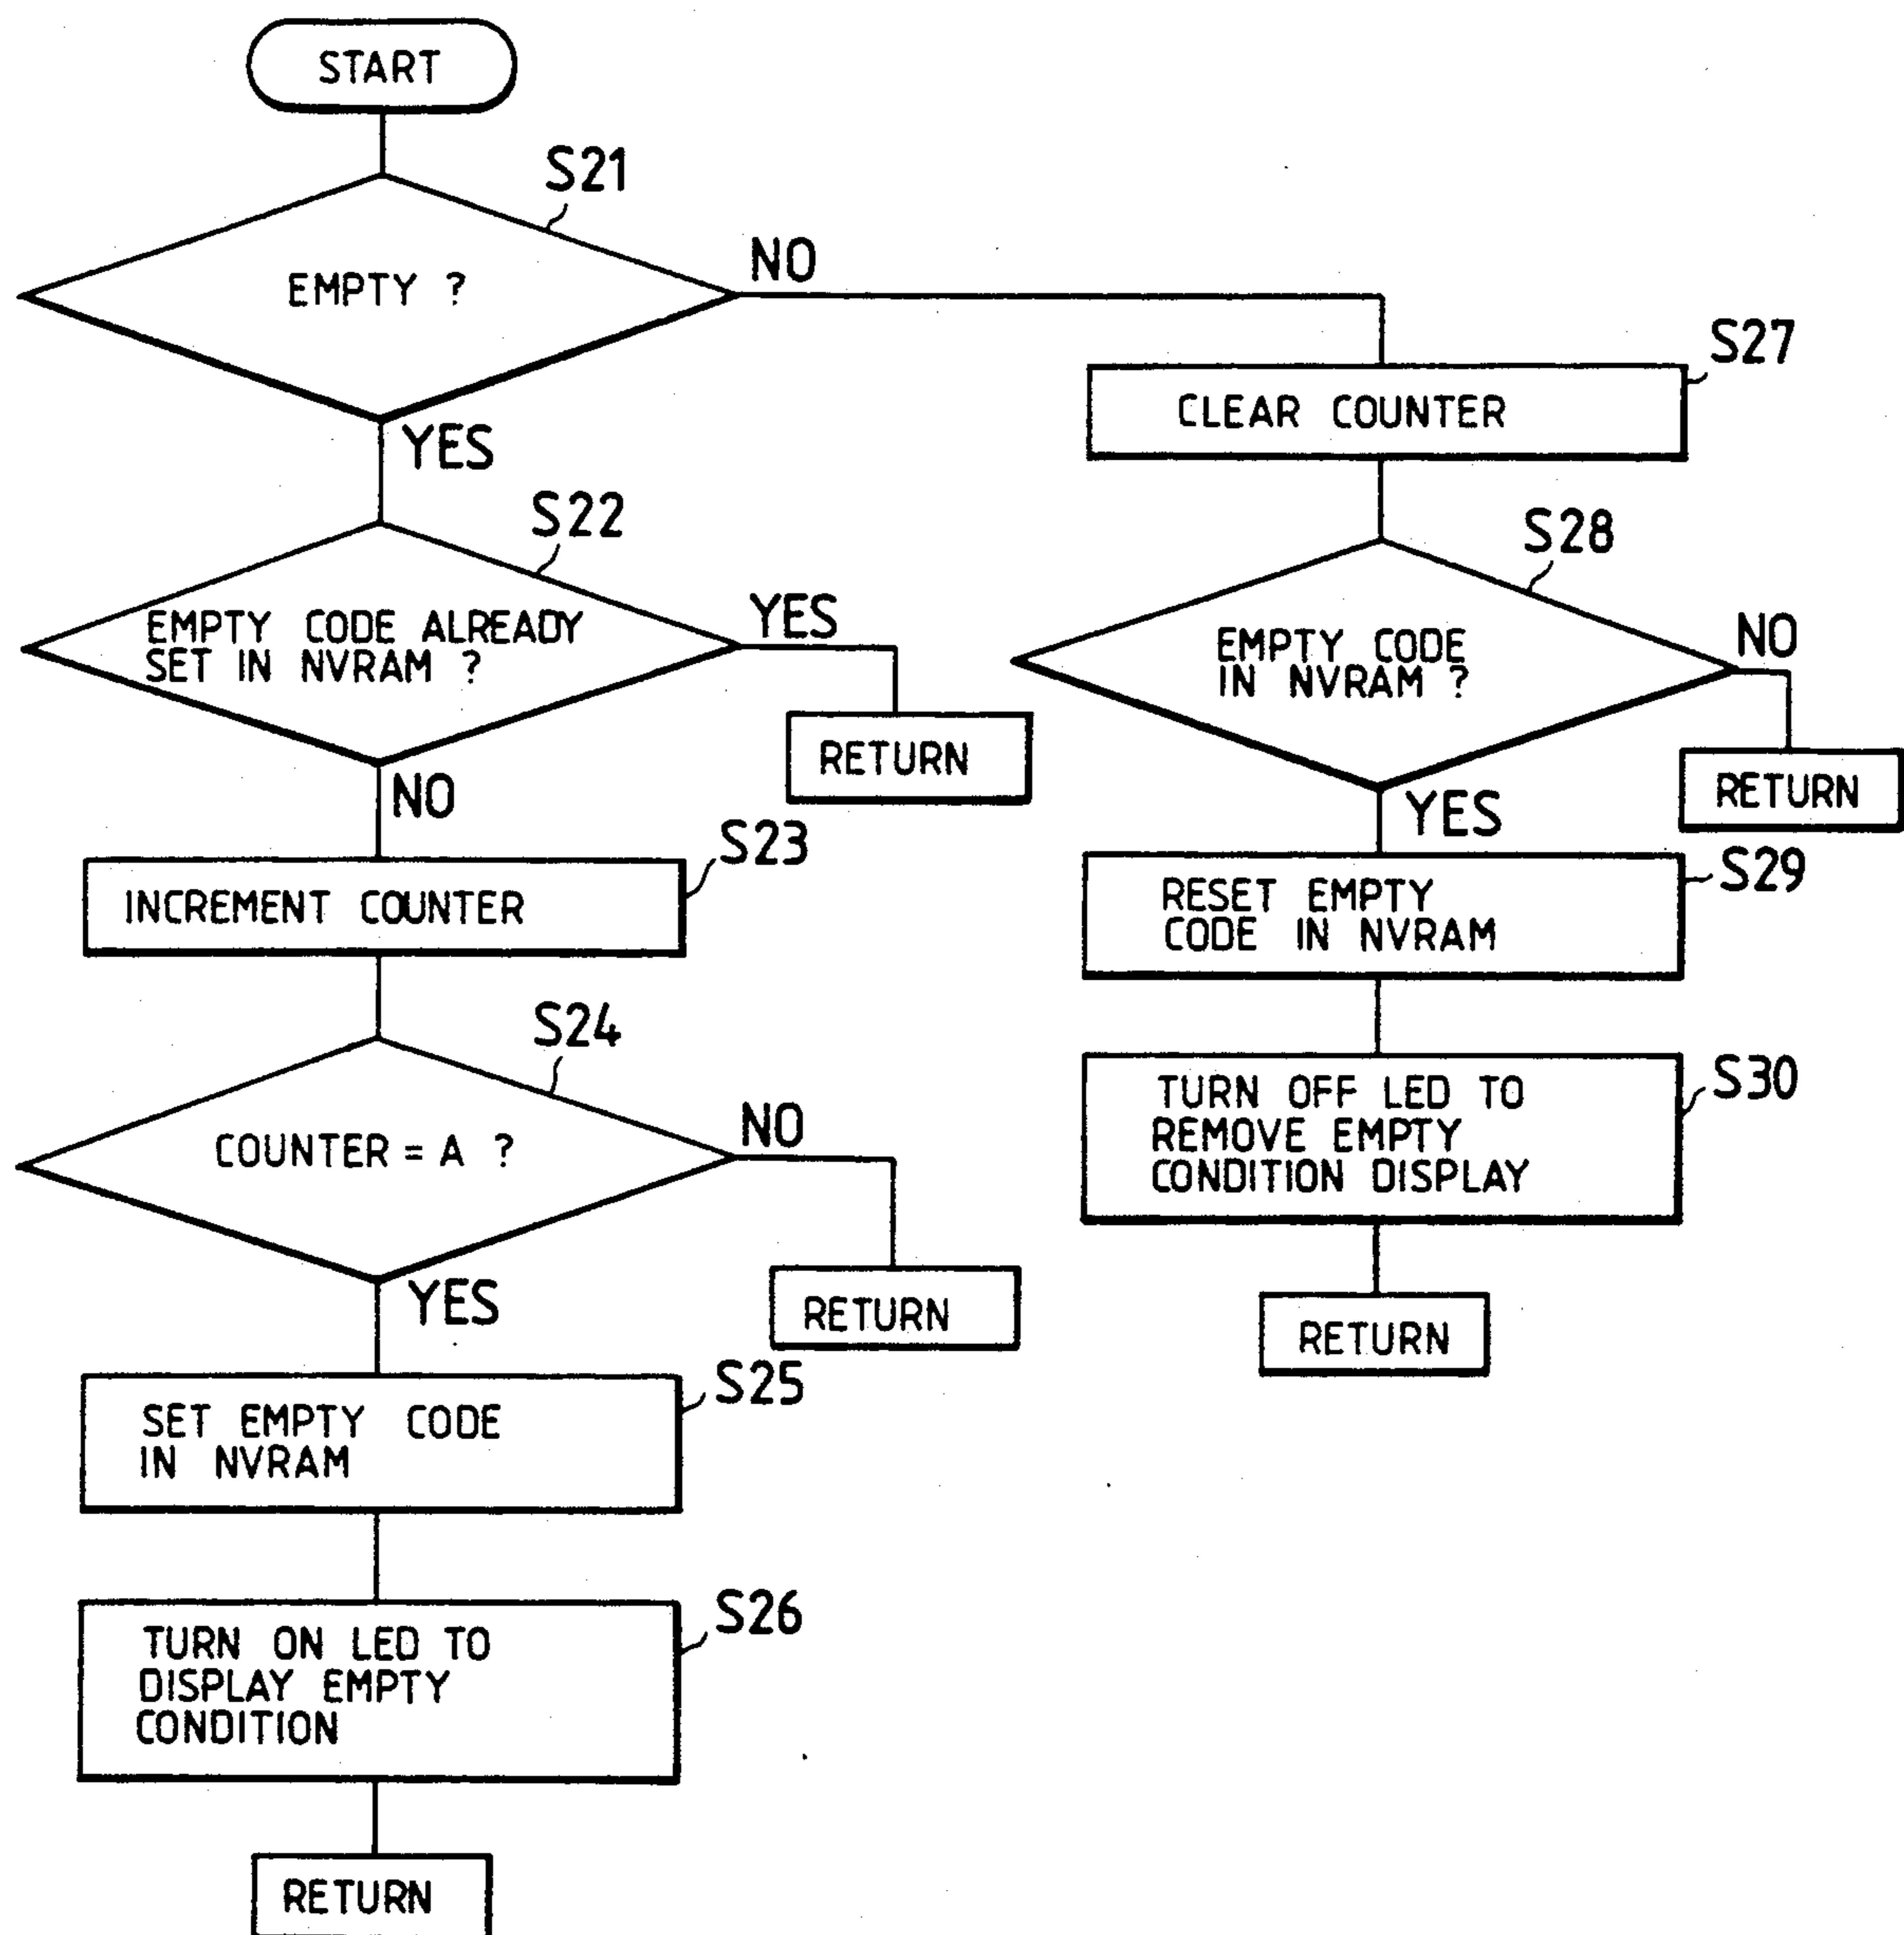 START
S21
EMPTY ?
NO
YES
S22
EMPTY CODE ALREADY
SET IN NVRAM ?
YES
RETURN
NO
S23
INCREMENT COUNTER
S24
COUNTER = A ?
NO
RETURN
YES
S25
SET EMPTY CODE
IN NVRAM
S26
TURN ON LED TO
DISPLAY EMPTY
CONDITION
RETURN
S27
CLEAR COUNTER
S28
EMPTY CODE
IN NVRAM ?
NO
RETURN
YES
S29
RESET EMPTY
CODE IN NVRAM
S30
TURN OFF LED TO
REMOVE EMPTY
CONDITION DISPLAY
RETURN